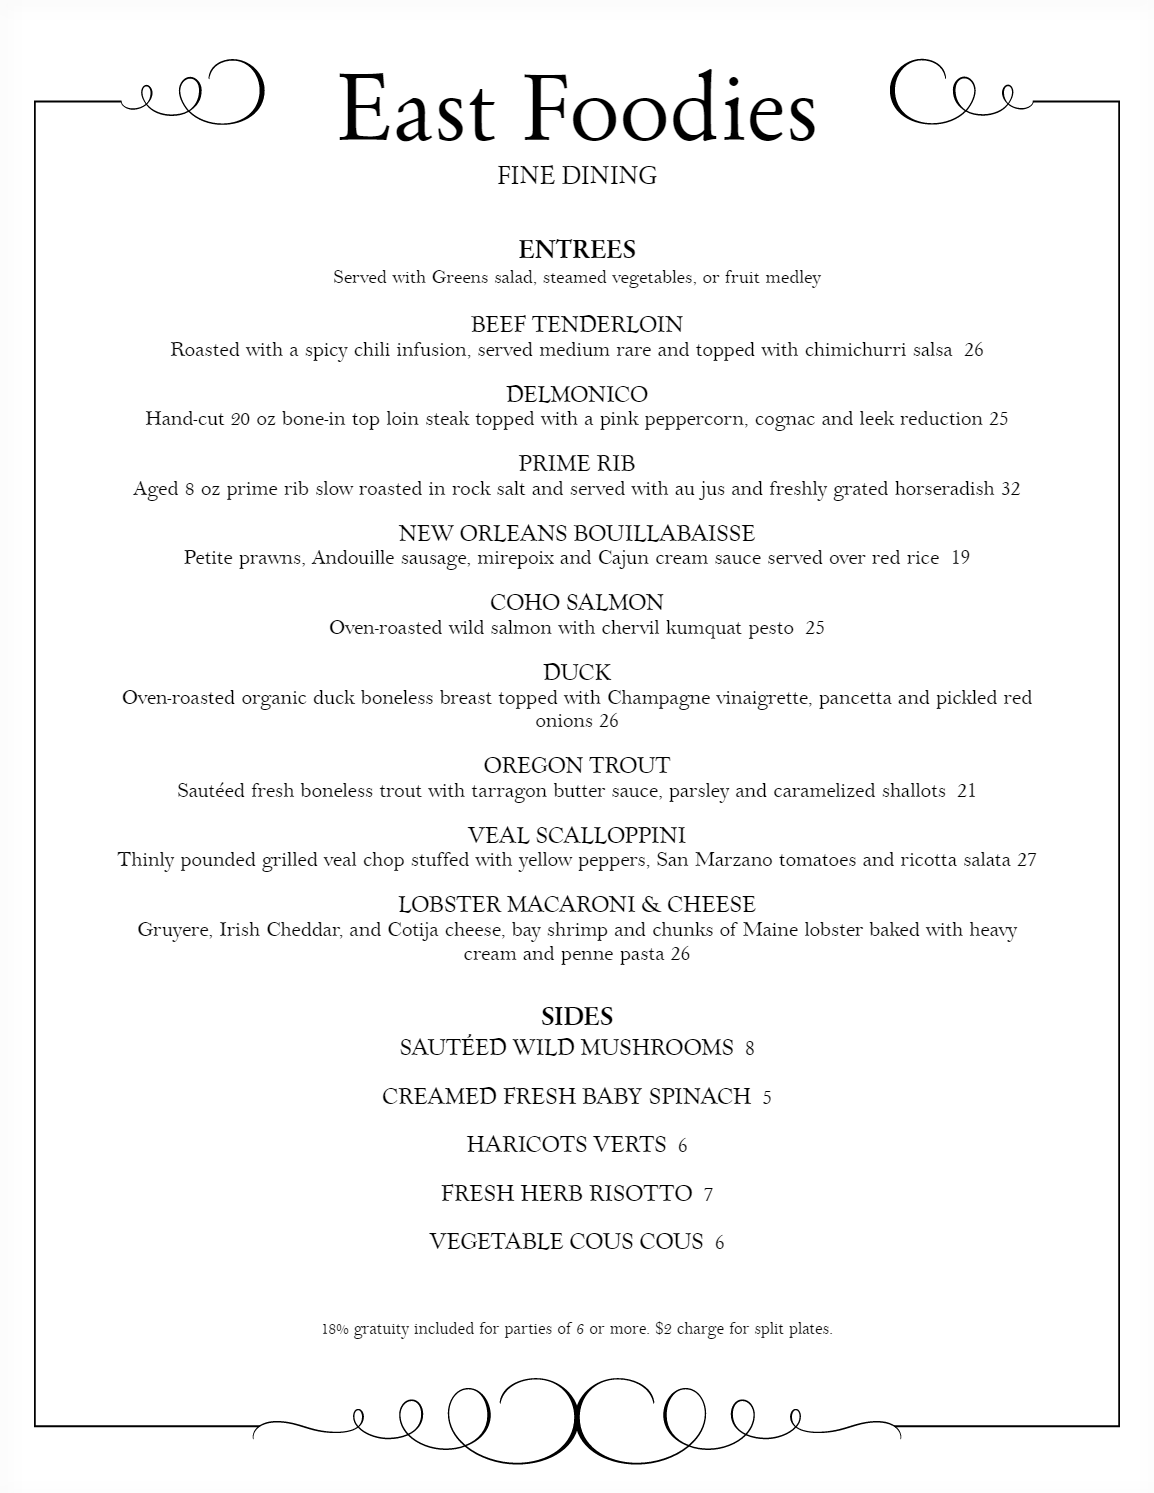 East Foodies
FINE DINING
ENTREES
Served with Greens salad, steamed vegetables, or fruit medley
BEEF TENDERLOIN
Roasted with a spicy chili infusion, served medium rare and topped with chimichurri salsa 26
DELMONICO
Hand-cut 20 oz bone-in top loin steak topped with a pink peppercorn, cognac and leek reduction 25
PRIME RIB
Aged 8 oz prime rib slow roasted in rock salt and served with au jus and freshly grated horseradish 32
NEW ORLEANS BOUILLABAISSE
Petite prawns, Andouille sausage, mirepoix and Cajun cream sauce served over red rice 19
COHO SALMON
Oven-roasted wild salmon with chervil kumquat pesto 25
DUCK
Oven-roasted organic duck boneless breast topped with Champagne vinaigrette, pancetta and pickled red
onions 26
OREGON TROUT
Sautéed fresh boneless trout with tarragon butter sauce, parsley and caramelized shallots 21
VEAL SCALLOPPINI
Thinly pounded grilled veal chop stuffed with yellow peppers, San Marzano tomatoes and ricotta salata 27
LOBSTER MACARONI & CHEESE
Gruyere, Irish Cheddar, and Cotija cheese, bay shrimp and chunks of Maine lobster baked with heavy
cream and penne pasta 26
SIDES
SAUTÉED WILD MUSHROOMS 8
CREAMED FRESH BABY SPINACH 5
HARICOTS VERTS 6
FRESH HERB RISOTTO 7
VEGETABLE COUS COUS 6
18% gratuity included for parties of 6 or more. $2 charge for split plates.